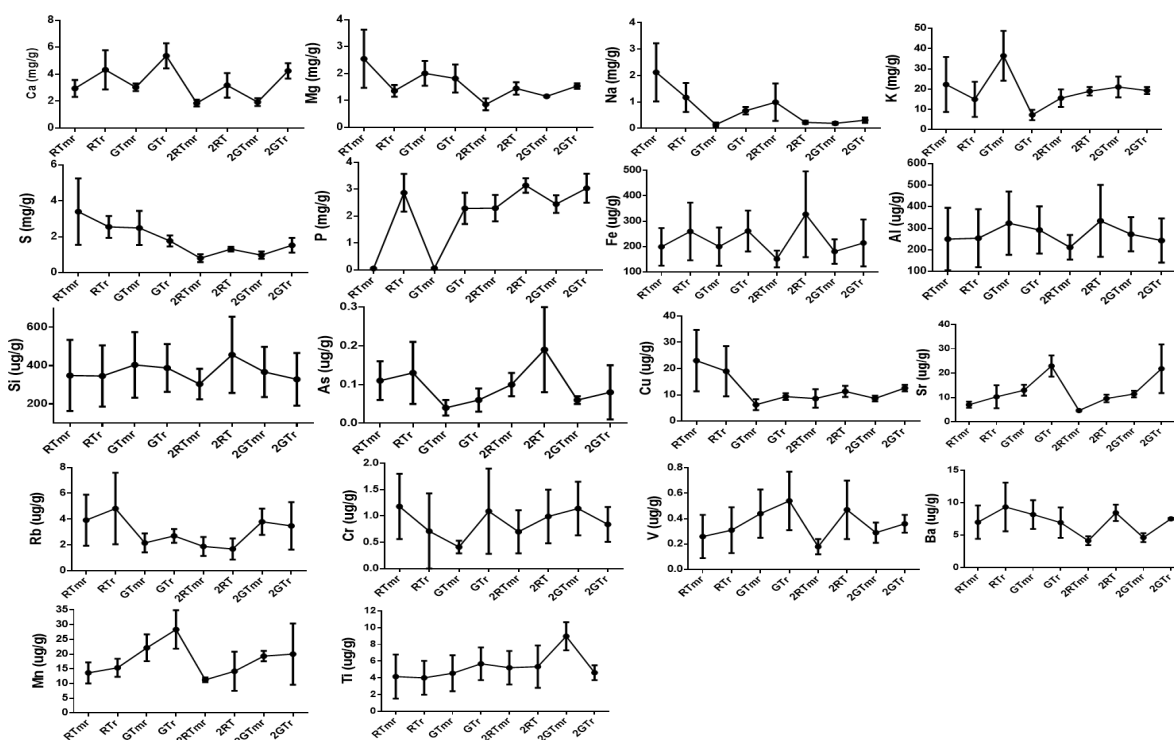 Ca (mg/g)
8
6
4
2
0
RTmr RTr GTmr GTr 2RTmr 2RT 2GTmr 2GTr
Mg (mg/g)
4
3
2
1
0
RTmr RTr GTmr GTr 2RTmr 2RT 2GTmr 2GTr
Na (mg/g)
4
3
2
1
0
RTmr RTr GTmr GTr 2RTmr 2RT 2GTmr 2GTr
K (mg/g)
60
40
20
0
RTmr RTr GTmr GTr 2RTmr 2RT 2GTmr 2GTr
S (mg/g)
6
4
2
0
RTmr RTr GTmr GTr 2RTmr 2RT 2GTmr 2GTr
P (mg/g)
4
3
2
1
0
RTmr RTr GTmr GTr 2RTmr 2RT 2GTmr 2GTr
Fe (ug/g)
500
400
300
200
100
RTmr RTr GTmr GTr 2RTmr 2RT 2GTmr 2GTr
Al (ug/g)
600
500
400
300
200
100
RTmr RTr GTmr GTr 2RTmr 2RT 2GTmr 2GTr
Si (ug/g)
600
400
200
RTmr RTr GTmr GTr 2RTmr 2RT 2GTmr 2GTr
As (ug/g)
0.3
0.2
0.1
0.0
RTmr RTr GTmr GTr 2RTmr 2RT 2GTmr 2GTr
Cu (ug/g)
40
30
20
10
0
RTmr RTr GTmr GTr 2RTmr 2RT 2GTmr 2GTr
Sr (ug/g)
40
30
20
10
0
RTmr RTr GTmr GTr 2RTmr 2RT 2GTmr 2GTr
Rb (ug/g)
8
6
4
2
0
RTmr RTr GTmr GTr 2RTmr 2RT 2GTmr 2GTr
Cr (ug/g)
2.0
1.5
1.0
0.5
0.0
RTmr RTr GTmr GTr 2RTmr 2RT 2GTmr 2GTr
V (ug/g)
0.8
0.6
0.4
0.2
0.0
RTmr RTr GTmr GTr 2RTmr 2RT 2GTmr 2GTr
Ba (ug/g)
15
10
5
0
RTmr RTr GTmr GTr 2RTmr 2RT 2GTmr 2GTr
Mn (ug/g)
35
30
25
20
15
10
5
0
RTmr RTr GTmr GTr 2RTmr 2RT 2GTmr 2GTr
Ti (ug/g)
12
10
8
6
4
2
0
RTmr RTr GTmr GTr 2RTmr 2RT 2GTmr 2GTr